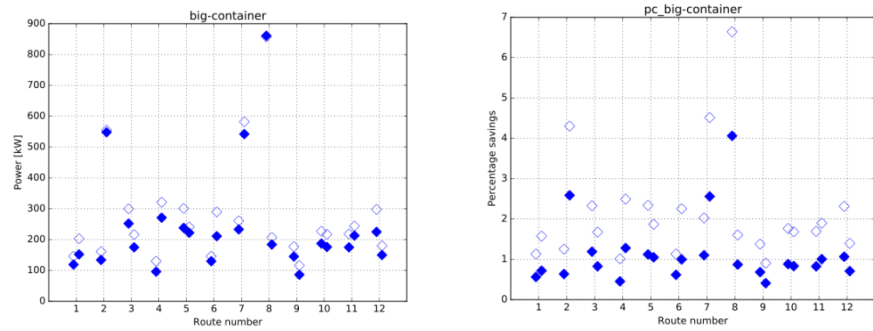 big-container
900
800
700
600
500
400
300
200
100
0
Power [kW]
1 2 3 4 5 6 7 8 9 10 11 12
Route number
pc_big-container
7
6
5
4
3
2
1
0
Percentage savings
1 2 3 4 5 6 7 8 9 10 11 12
Route number